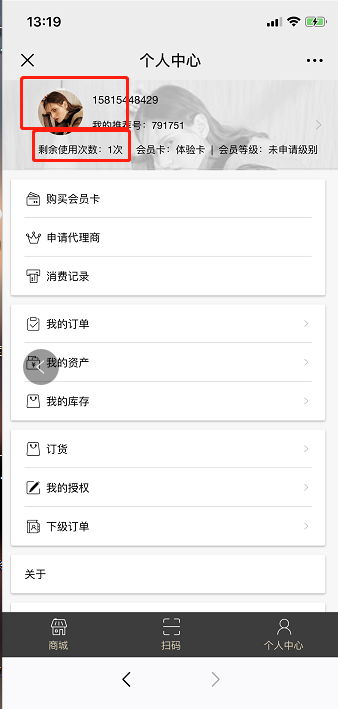 13:19
个人中心
15815448429
我的推荐号：791751
剩余使用次数：1次 会员卡：体验卡 | 会员等级：未申请级别
购买会员卡
申请代理商
消费记录
我的订单
我的资产
我的库存
订货
我的授权
下级订单
关于
商城 扫码 个人中心